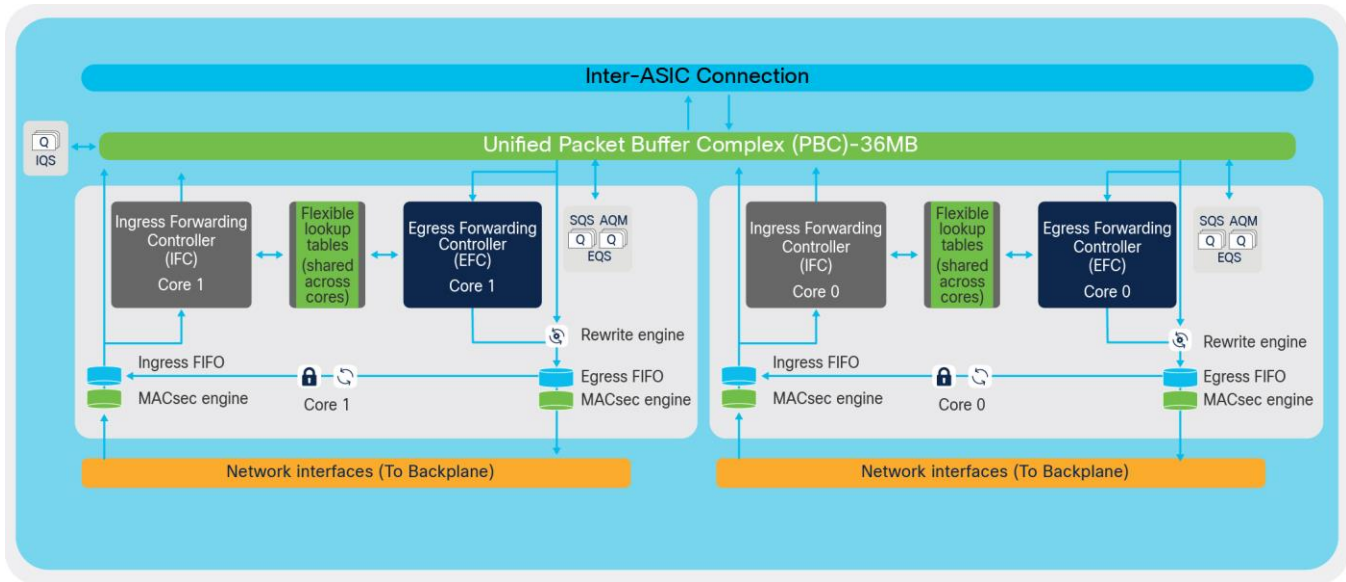 Inter-ASIC Connection
Unified Packet Buffer Complex (PBC)-36MB
Q
IQS
Ingress Forwarding
Controller
(IFC)
Core 1
Flexible
lookup
tables
(shared
across
cores)
Egress Forwarding
Controller
(EFC)
Core 1
SQS AQM
Q Q
EQS
Rewrite engine
Ingress FIFO
MACsec engine
Core 1
Egress FIFO
MACsec engine
Network interfaces (To Backplane)
Ingress Forwarding
Controller
(IFC)
Core 0
Flexible
lookup
tables
(shared
across
cores)
Egress Forwarding
Controller
(EFC)
Core 0
SQS AQM
Q Q
EQS
Rewrite engine
Ingress FIFO
MACsec engine
Core 0
Egress FIFO
MACsec engine
Network interfaces (To Backplane)